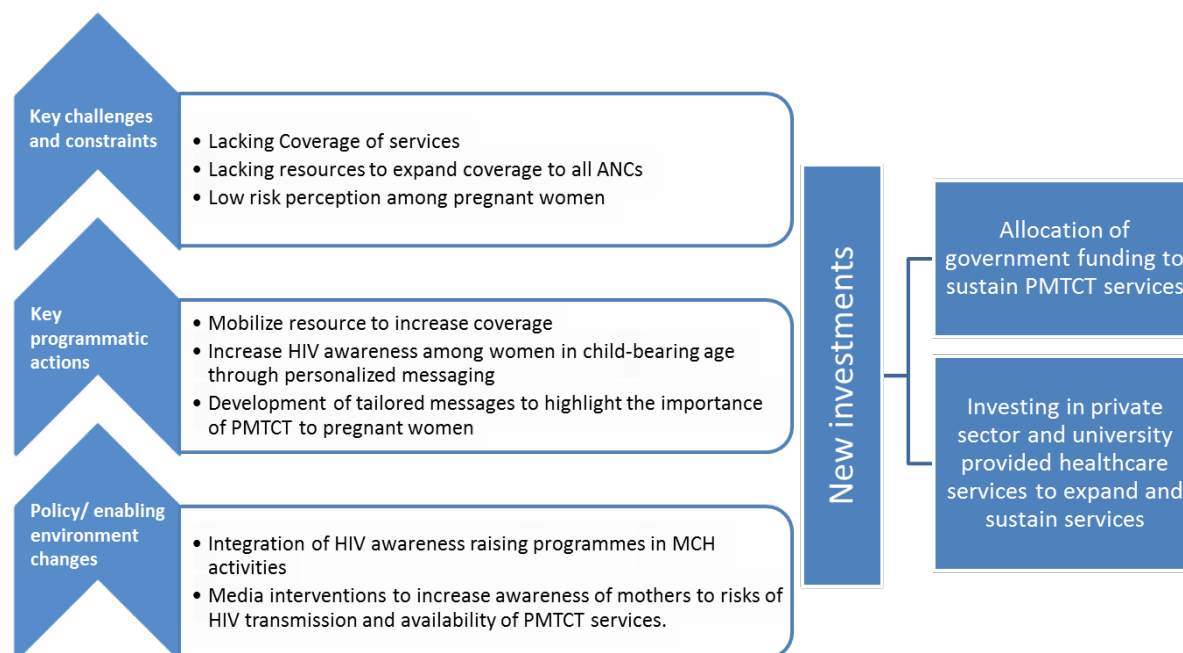 Key challenges
and constraints
• Lacking Coverage of services
• Lacking resources to expand coverage to all ANCs
• Low risk perception among pregnant women
Key
programmatic
actions
• Mobilize resource to increase coverage
• Increase HIV awareness among women in child-bearing age
through personalized messaging
• Development of tailored messages to highlight the importance
of PMTCT to pregnant women
Policy/ enabling
environment
changes
• Integration of HIV awareness raising programmes in MCH
activities
• Media interventions to increase awareness of mothers to risks of
HIV transmission and availability of PMTCT services.
New investments
Allocation of
government funding to
sustain PMTCT services
Investing in private
sector and university
provided healthcare
services to expand and
sustain services